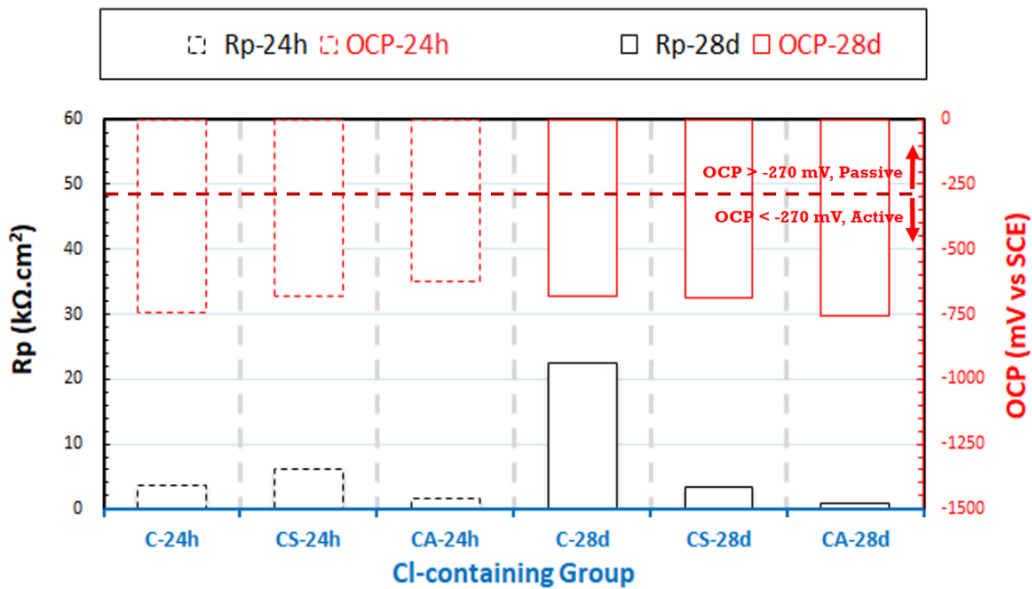 Rp-24h OCP-24h Rp-28d OCP-28d
60 0
50 -250
40 -500
30 -750
20 -1000
10 -1250
0 -1500
OCP > -270 mV, Passive
OCP < -270 mV, Active
Rp (kΩ.cm²)
OCP (mV vs SCE)
C-24h CS-24h CA-24h C-28d CS-28d CA-28d
Cl-containing Group